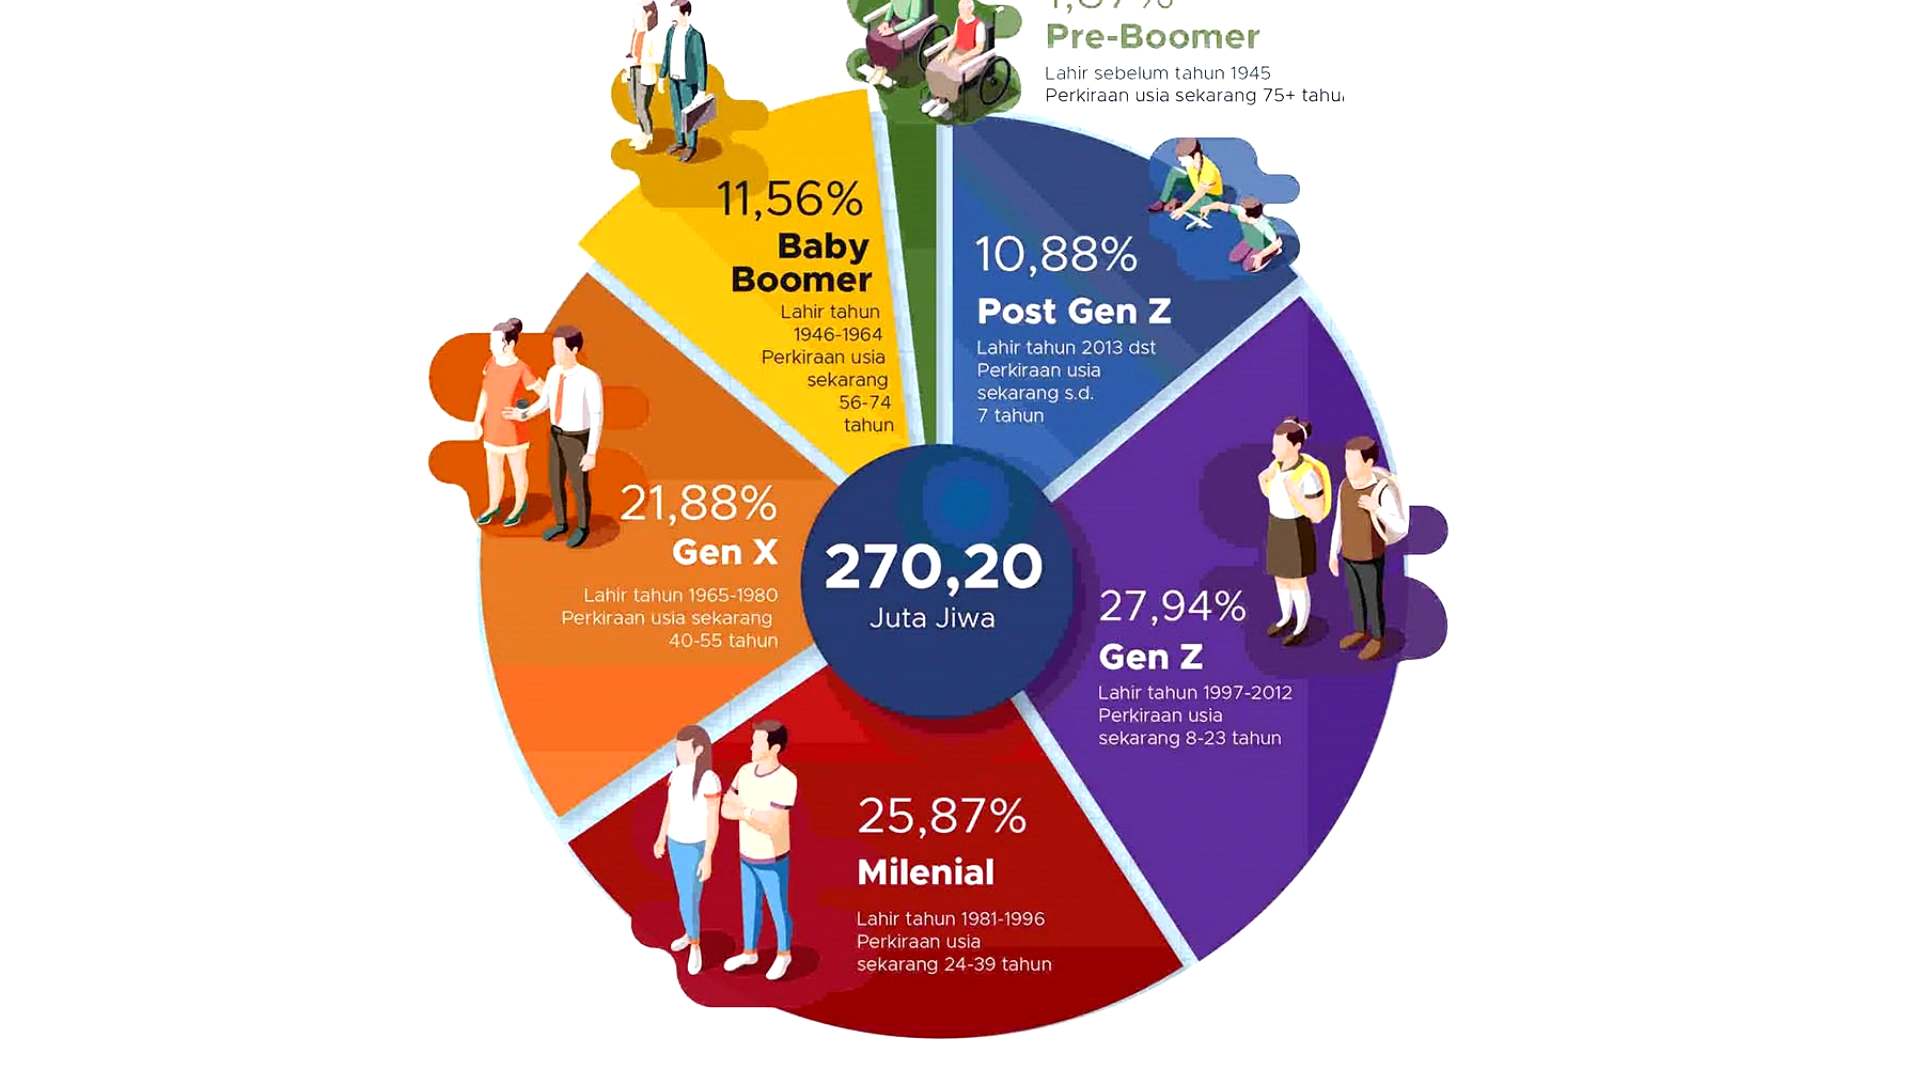 Pre-Boomer
Lahir sebelum tahun 1945
Perkiraan usia sekarang 75+
11,56%
Baby
Boomer
Lahir tahun
1946-1964
Perkiraan usia
sekarang
56-74
tahun
10,88%
Post Gen Z
Lahir tahun 2013 dst
Perkiraan usia
sekarang s.d.
7 tahun
21,88%
Gen X
Lahir tahun 1965-1980
Perkiraan usia sekarang
40-55 tahun
270,20
Juta Jiwa
27,94%
Gen Z
Lahir tahun 1997-2012
Perkiraan usia
sekarang 8-23 tahun
25,87%
Milenial
Lahir tahun 1981-1996
Perkiraan usia
sekarang 24-39 tahun